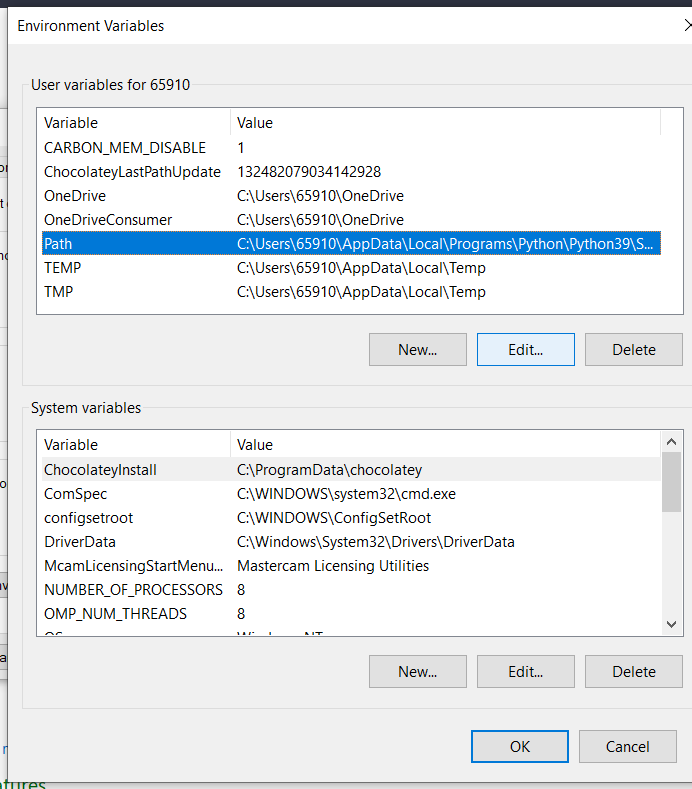 Environment Variables
User variables for 65910
Variable Value
CARBON_MEM_DISABLE 1
ChocolateyLastPathUpdate 132482079034142928
OneDrive C:\Users\65910\OneDrive
OneDriveConsumer C:\Users\65910\OneDrive
Path C:\Users\65910\AppData\Local\Programs\Python\Python39\S...
TEMP C:\Users\65910\AppData\Local\Temp
TMP C:\Users\65910\AppData\Local\Temp
New... Edit... Delete
System variables
Variable Value
ChocolateyInstall C:\ProgramData\chocolatey
ComSpec C:\WINDOWS\system32\cmd.exe
configsetroot C:\WINDOWS\ConfigSetRoot
DriverData C:\Windows\System32\Drivers\DriverData
McamLicensingStartMenu... Mastercam Licensing Utilities
NUMBER_OF_PROCESSORS 8
OMP_NUM_THREADS 8
New... Edit... Delete
OK Cancel